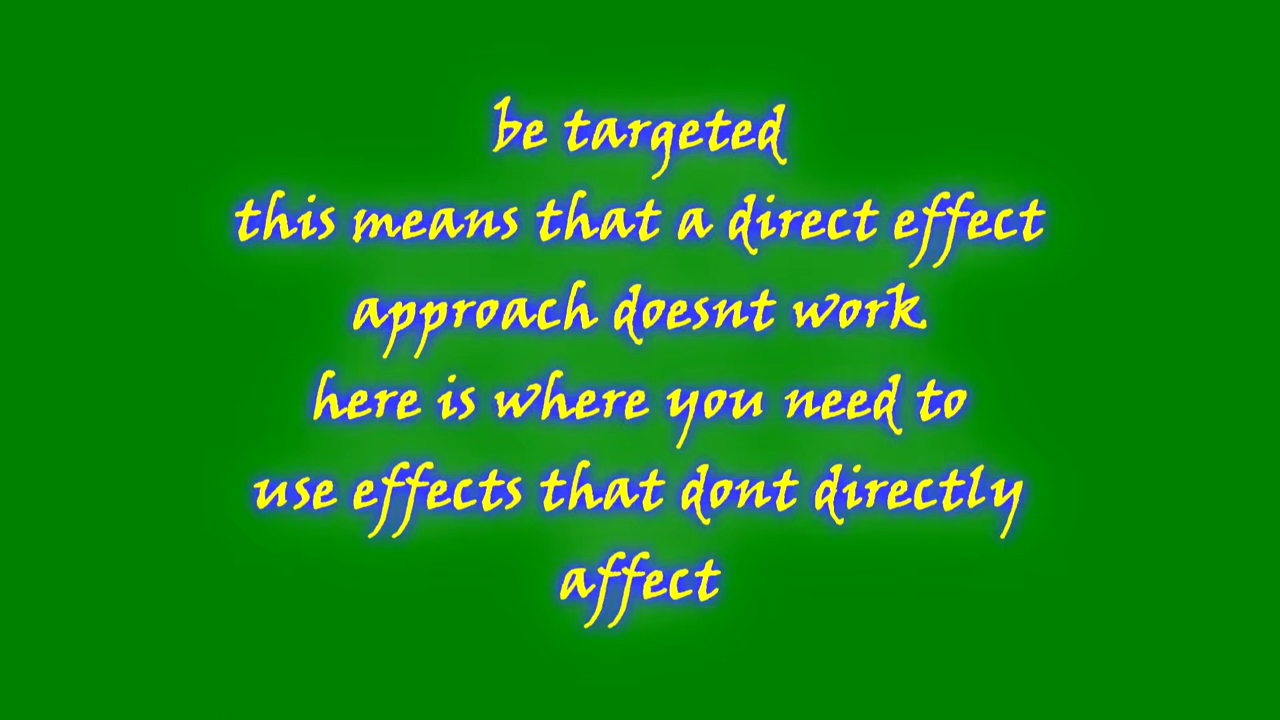 be targeted
this means that a direct effect
approach doesnt work
here is where you need to
use effects that dont directly
affect